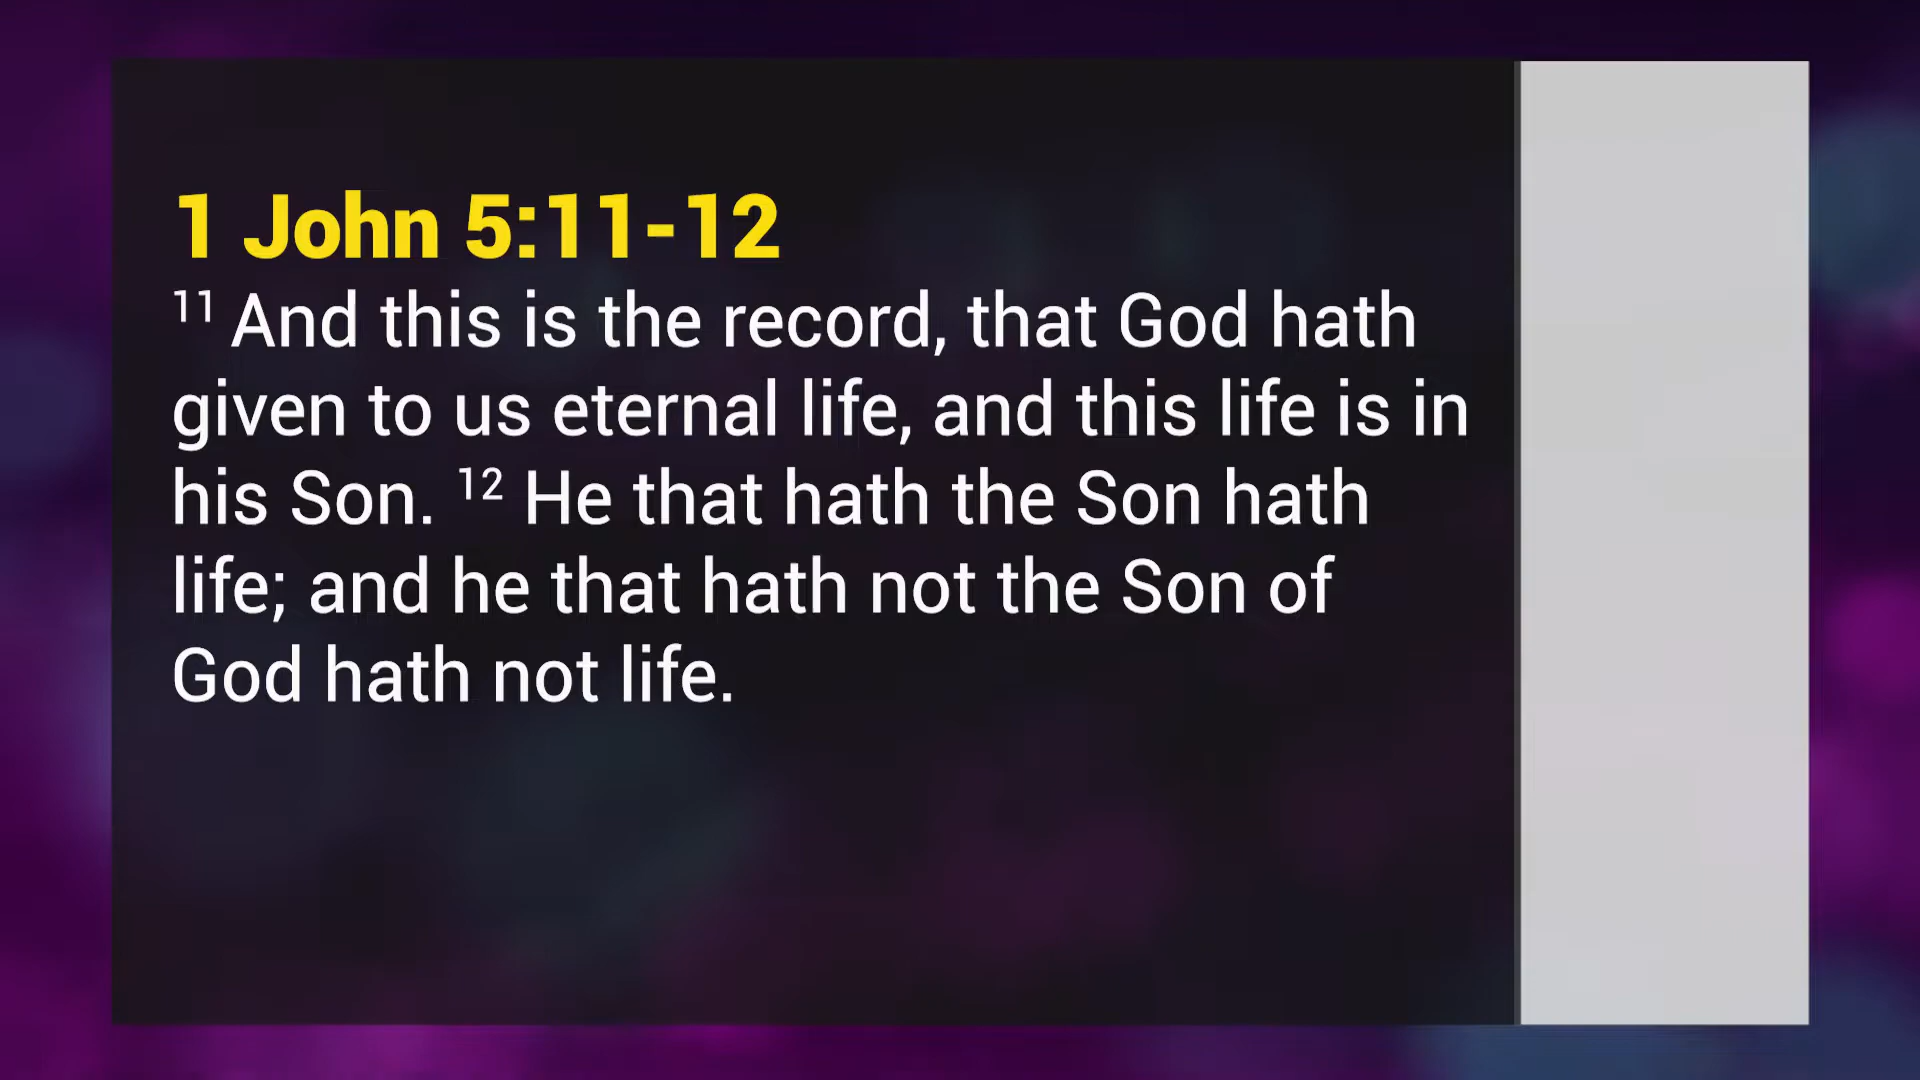 1 John 5:11-12
11 And this is the record, that God hath
given to us eternal life, and this life is in
his Son. 12 He that hath the Son hath
life; and he that hath not the Son of
God hath not life.